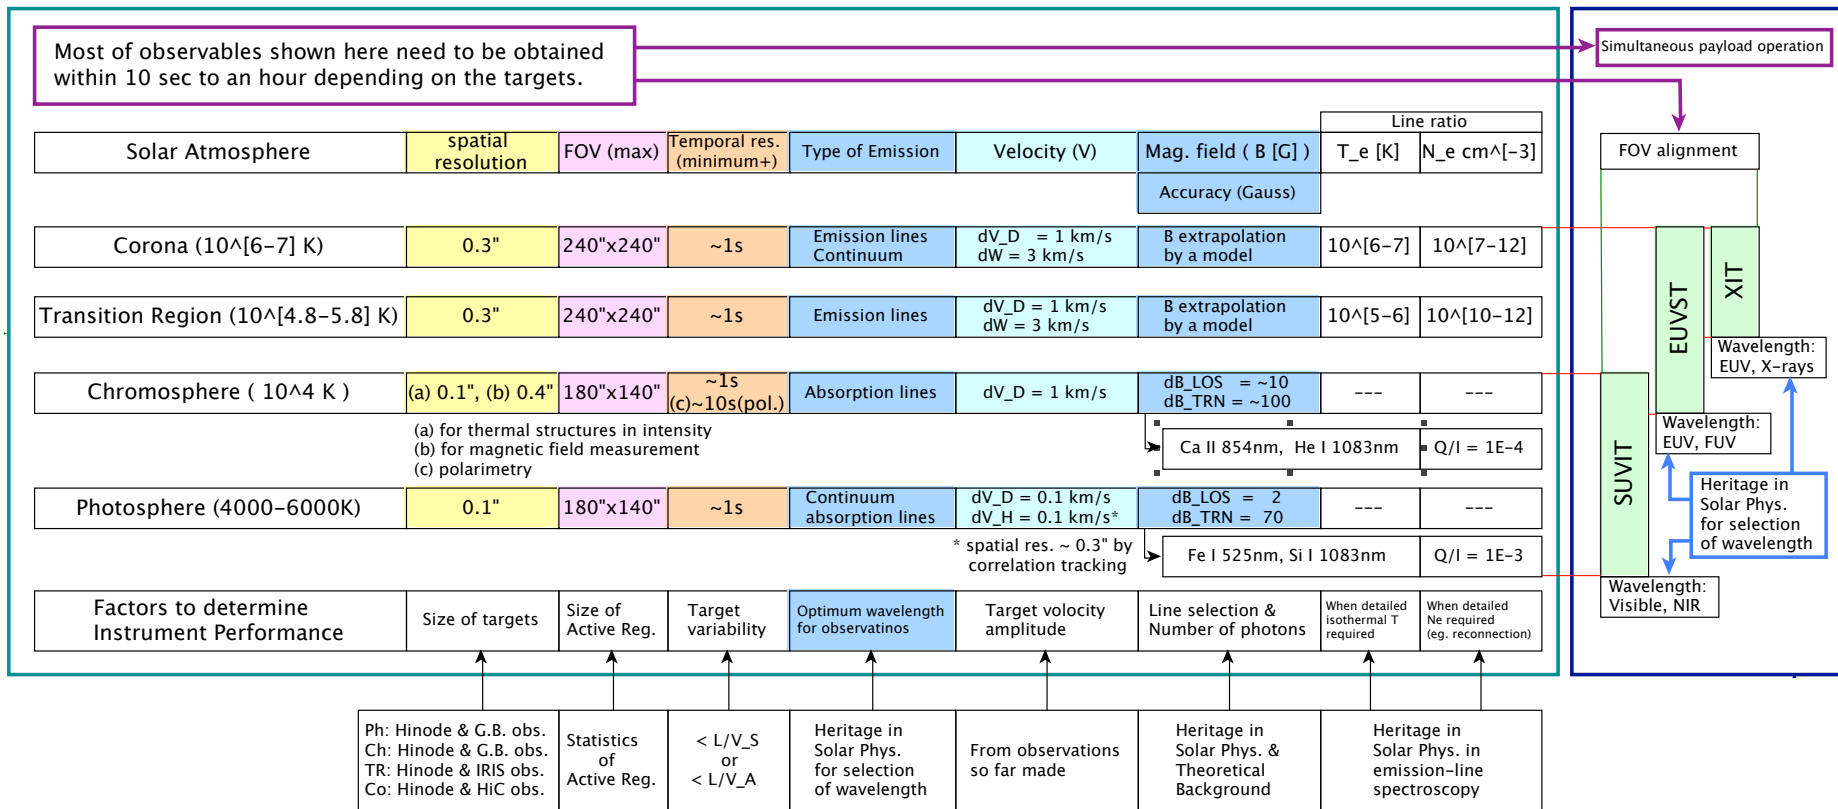 Most of observables shown here need to be obtained
within 10 sec to an hour depending on the targets.
Simultaneous payload operation
Line ratio
Solar Atmosphere
spatial
resolution
FOV (max)
Temporal res.
(minimum+)
Type of Emission
Velocity (V)
Mag. field ( B [G] )
T_e [K]
N_e cm^[-3]
FOV alignment
Accuracy (Gauss)
Corona (10^[6-7] K)
0.3"
240"x240"
~1s
Emission lines
Continuum
dV_D = 1 km/s
dW = 3 km/s
B extrapolation
by a model
10^[6-7]
10^[7-12]
Transition Region (10^[4.8-5.8] K)
0.3"
240"x240"
~1s
Emission lines
dV_D = 1 km/s
dW = 3 km/s
B extrapolation
by a model
10^[5-6]
10^[10-12]
EUVST
XIT
Wavelength:
EUV, X-rays
Chromosphere ( 10^4 K )
(a) 0.1", (b) 0.4"
180"x140"
~1s
(c)~10s(pol.)
Absorption lines
dV_D = 1 km/s
dB_LOS = ~10
dB_TRN = ~100
---
---
(a) for thermal structures in intensity
(b) for magnetic field measurement
(c) polarimetry
Ca II 854nm, He I 1083nm
Q/I = 1E-4
SUVIT
Wavelength:
EUV, FUV
Heritage in
Solar Phys.
for selection
of wavelength
Photosphere (4000-6000K)
0.1"
180"x140"
~1s
Continuum
absorption lines
dV_D = 0.1 km/s
dV_H = 0.1 km/s*
dB_LOS = 2
dB_TRN = 70
---
---
* spatial res. ~ 0.3" by
correlation tracking
Fe I 525nm, Si I 1083nm
Q/I = 1E-3
Wavelength:
Visible, NIR
Factors to determine
Instrument Performance
Size of targets
Size of
Active Reg.
Target
variability
Optimum wavelength
for observatinos
Target volocity
amplitude
Line selection &
Number of photons
When detailed
isothermal T
required
When detailed
Ne required
(eg. reconnection)
Ph: Hinode & G.B. obs.
Ch: Hinode & G.B. obs.
TR: Hinode & IRIS obs.
Co: Hinode & HiC obs.
Statistics
of
Active Reg.
< L/V_S
or
< L/V_A
Heritage in
Solar Phys.
for selection
of wavelength
From observations
so far made
Heritage in
Solar Phys. &
Theoretical
Background
Heritage in
Solar Phys. in
emission-line
spectroscopy